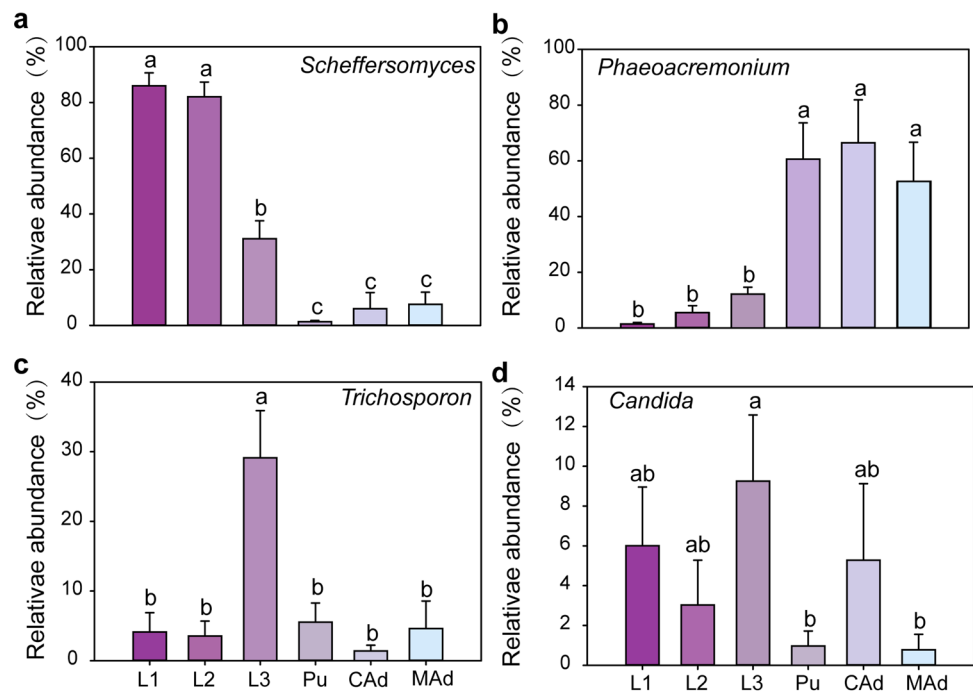 a
Relativae abundance (%)
100
80
60
40
20
0
Scheffersomyces
a
a
b
c
c
c
b
Relativae abundance (%)
100
80
60
40
20
0
Phaeoacremonium
b
b
b
a
a
a
c
Relativae abundance (%)
40
30
20
10
0
Trichosporon
b
b
a
b
b
b
L1 L2 L3 Pu CAd MAd
d
Relativae abundance (%)
14
12
10
8
6
4
2
0
Candida
ab
ab
a
b
ab
b
L1 L2 L3 Pu CAd MAd